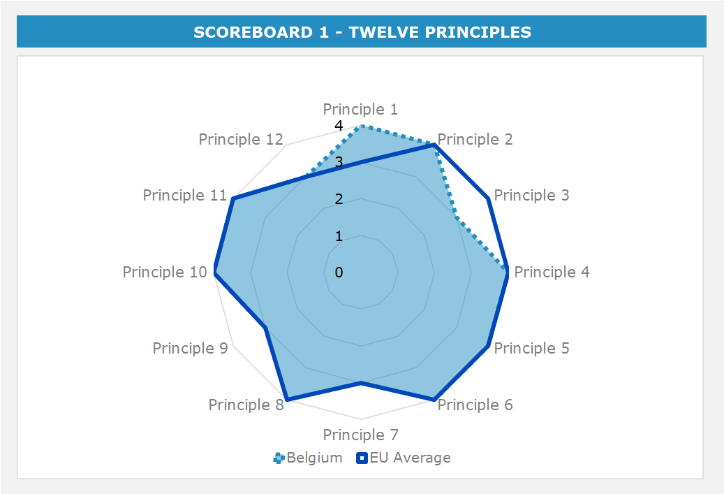 SCOREBOARD 1 - TWELVE PRINCIPLES
Principle 1
Principle 12
4
Principle 2
3
Principle 11
Principle 3
2
1
Principle 10
0
Principle 4
Principle 9
Principle 5
Principle 8
Principle 6
Principle 7
Belgium EU Average